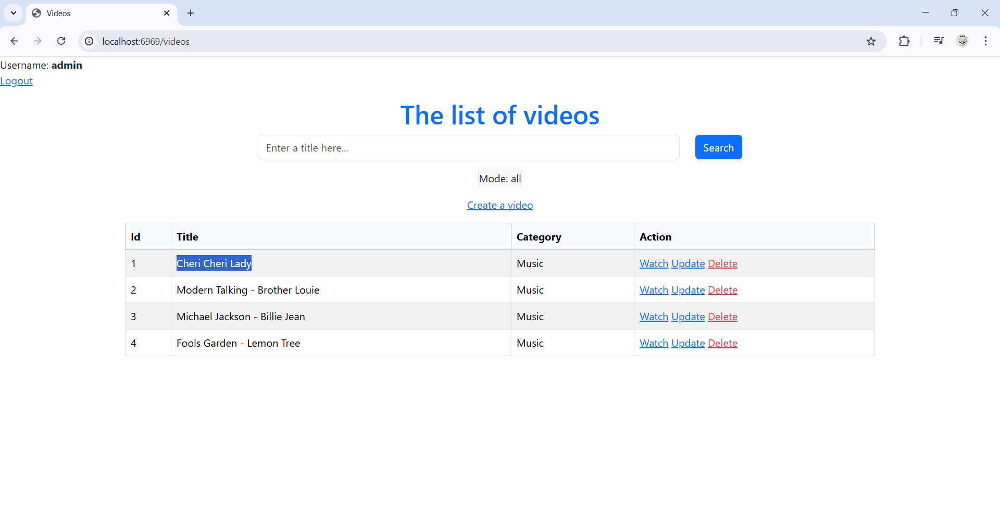 Videos
localhost:6969/videos
Username: admin
Logout
The list of videos
Enter a title here...
Search
Mode: all
Create a video
Id Title Category Action
1 Cheri Cheri Lady Music Watch Update Delete
2 Modern Talking - Brother Louie Music Watch Update Delete
3 Michael Jackson - Billie Jean Music Watch Update Delete
4 Fools Garden - Lemon Tree Music Watch Update Delete